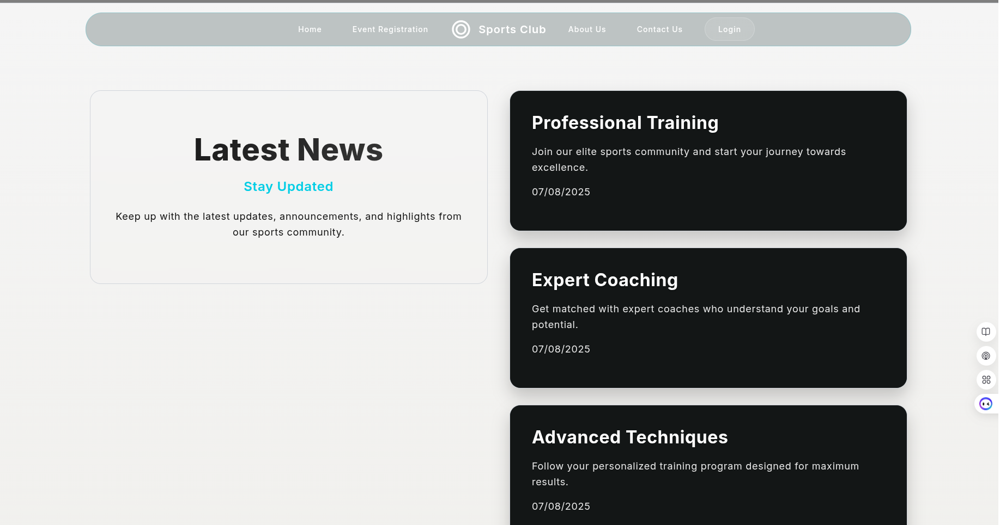 Home
Event Registration
Sports Club
About Us
Contact Us
Login
Latest News
Stay Updated
Keep up with the latest updates, announcements, and highlights from
our sports community.
Professional Training
Join our elite sports community and start your journey towards
excellence.
07/08/2025
Expert Coaching
Get matched with expert coaches who understand your goals and
potential.
07/08/2025
Advanced Techniques
Follow your personalized training program designed for maximum
results.
07/08/2025